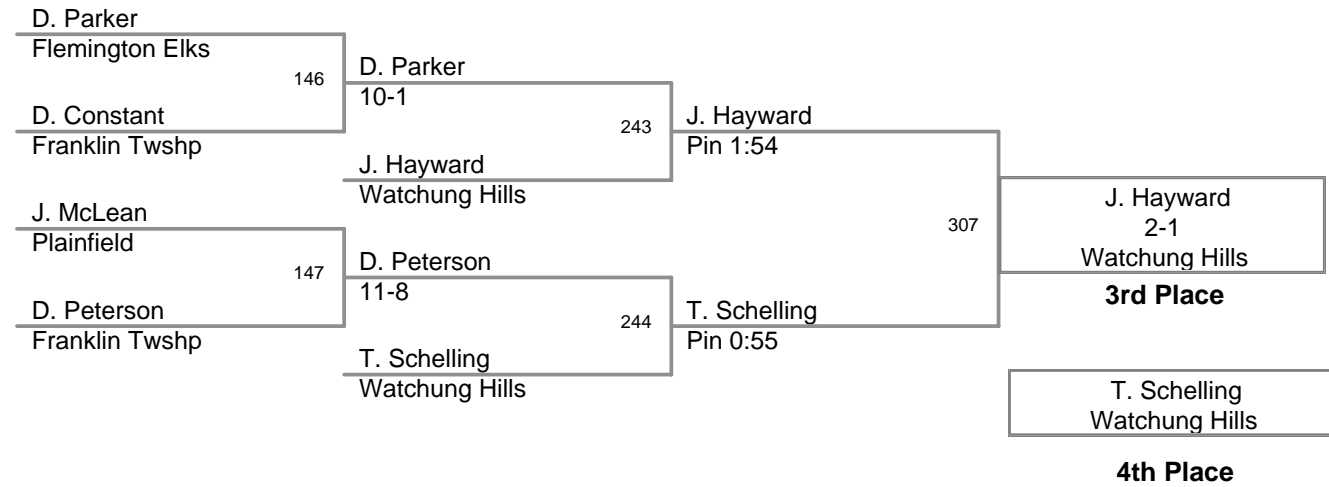 D. Parker
Flemington Elks
146
D. Parker
10-1
D. Constant
Franklin Twshp
243
J. Hayward
Pin 1:54
J. Hayward
Watchung Hills
J. McLean
Plainfield
147
D. Peterson
11-8
D. Peterson
Franklin Twshp
244
T. Schelling
Pin 0:55
T. Schelling
Watchung Hills
307
J. Hayward
2-1
Watchung Hills
3rd Place
T. Schelling
Watchung Hills
4th Place